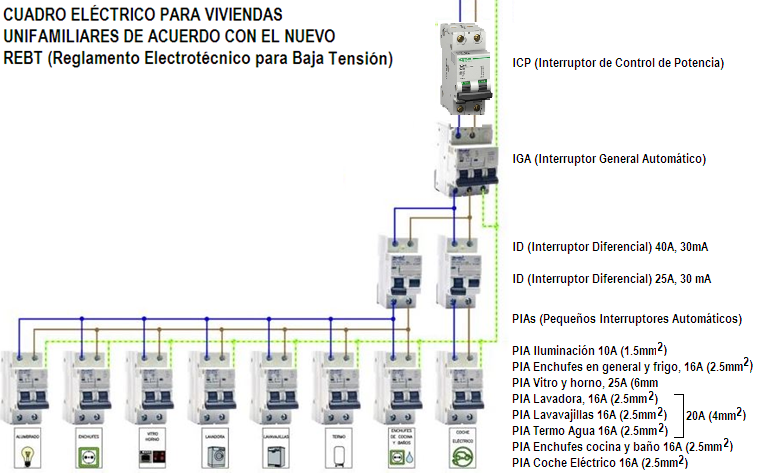 CUADRO ELÉCTRICO PARA VIVIENDAS
UNIFAMILIARES DE ACUERDO CON EL NUEVO
REBT (Reglamento Electrotécnico para Baja Tensión)
ICP (Interruptor de Control de Potencia)
IGA (Interruptor General Automático)
ID (Interruptor Diferencial) 40A, 30mA
ID (Interruptor Diferencial) 25A, 30 mA
PIAs (Pequeños Interruptores Automáticos)
PIA Iluminación 10A (1.5mm²)
PIA Enchufes en general y frigo, 16A (2.5mm²)
PIA Vitro y horno, 25A (6mm
PIA Lavadora, 16A (2.5mm²)
PIA Lavavajillas 16A (2.5mm²)
20A (4mm²)
PIA Termo Agua 16A (2.5mm²)
PIA Enchufes cocina y baño 16A (2.5mm²)
PIA Coche Eléctrico 16A (2.5mm²)
ALUMBRADO
ENCHUFES
VITRO
HORNO
LAVADORA
LAVAVAJILLAS
TERMO
ENCHUFES
DE COCINA
Y BAÑOS
COCHE
ELÉCTRICO